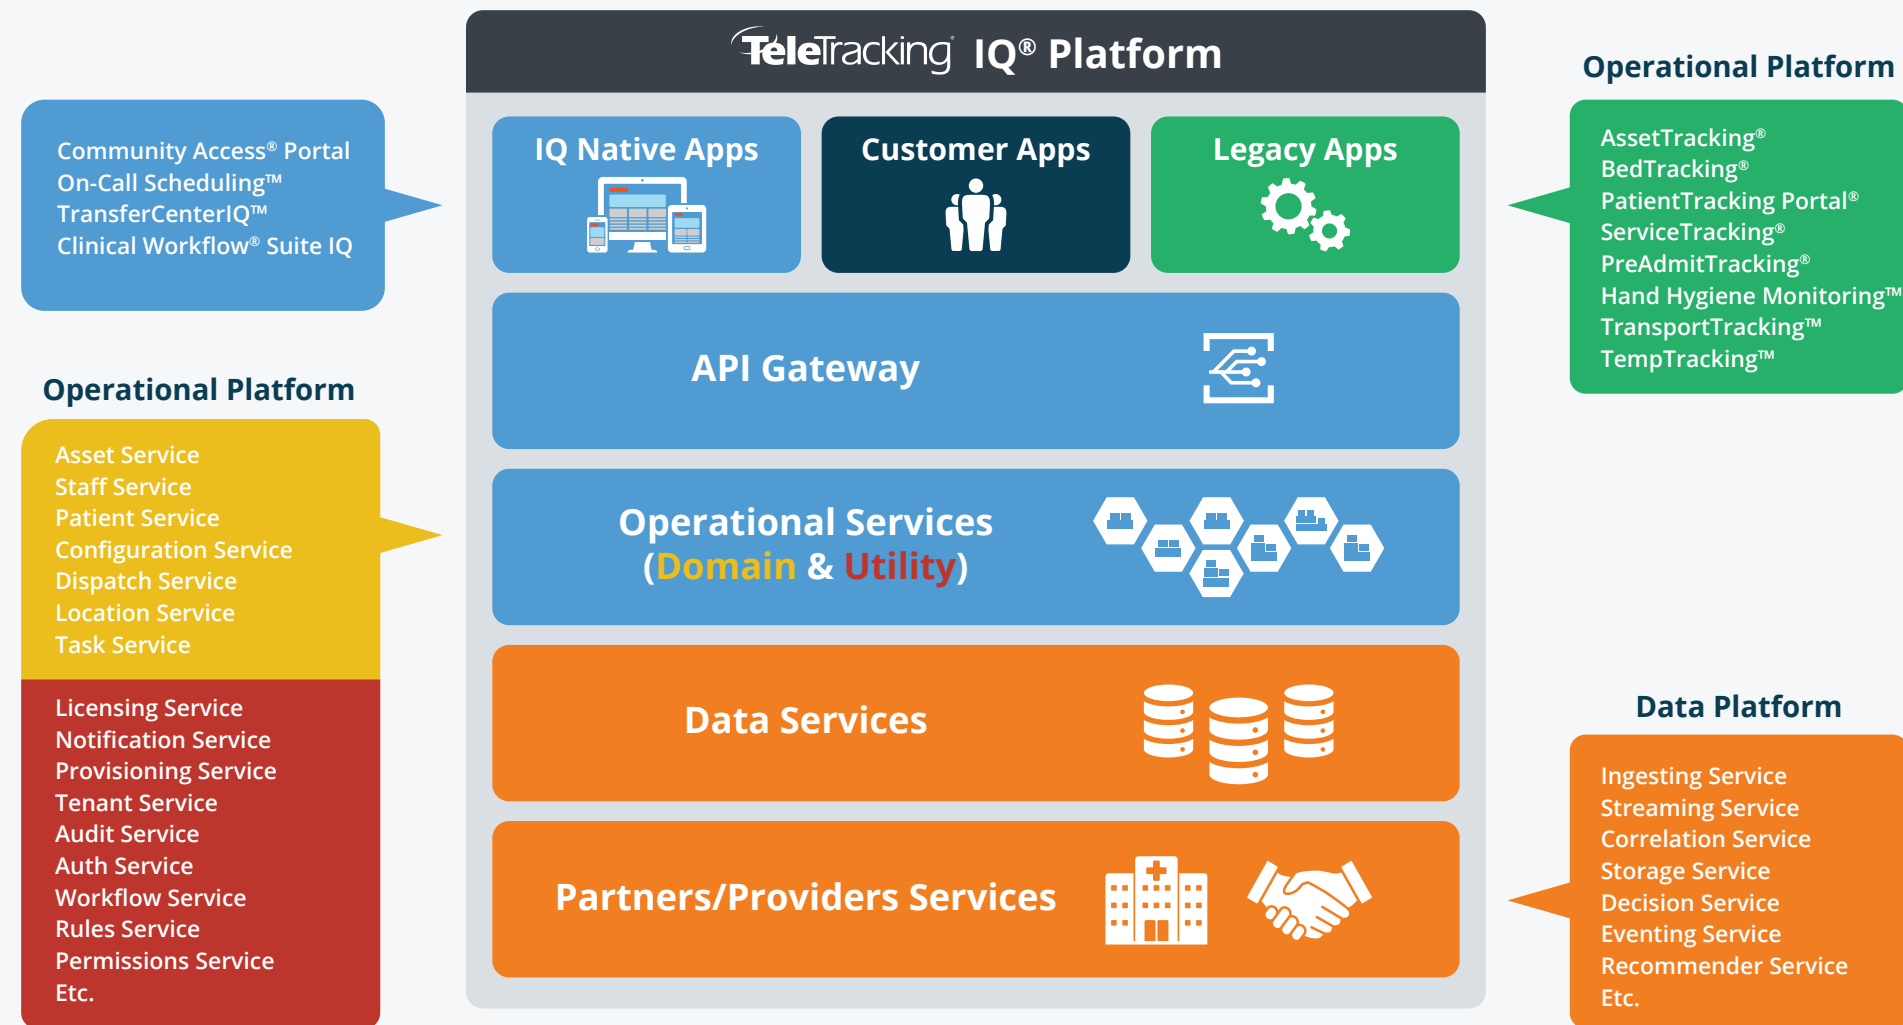 TeleTracking® IQ® Platform
Community Access® Portal
On-Call Scheduling™
TransferCenterIQ™
Clinical Workflow® Suite IQ
Operational Platform
Asset Service
Staff Service
Patient Service
Configuration Service
Dispatch Service
Location Service
Task Service
Licensing Service
Notification Service
Provisioning Service
Tenant Service
Audit Service
Auth Service
Workflow Service
Rules Service
Permissions Service
Etc.
IQ Native Apps
Customer Apps
Legacy Apps
API Gateway
Operational Services
(Domain & Utility)
Data Services
Partners/Providers Services
Operational Platform
AssetTracking®
BedTracking®
PatientTracking Portal®
ServiceTracking®
PreAdmitTracking®
Hand Hygiene Monitoring™
TransportTracking™
TempTracking™
Data Platform
Ingesting Service
Streaming Service
Correlation Service
Storage Service
Decision Service
Eventing Service
Recommender Service
Etc.